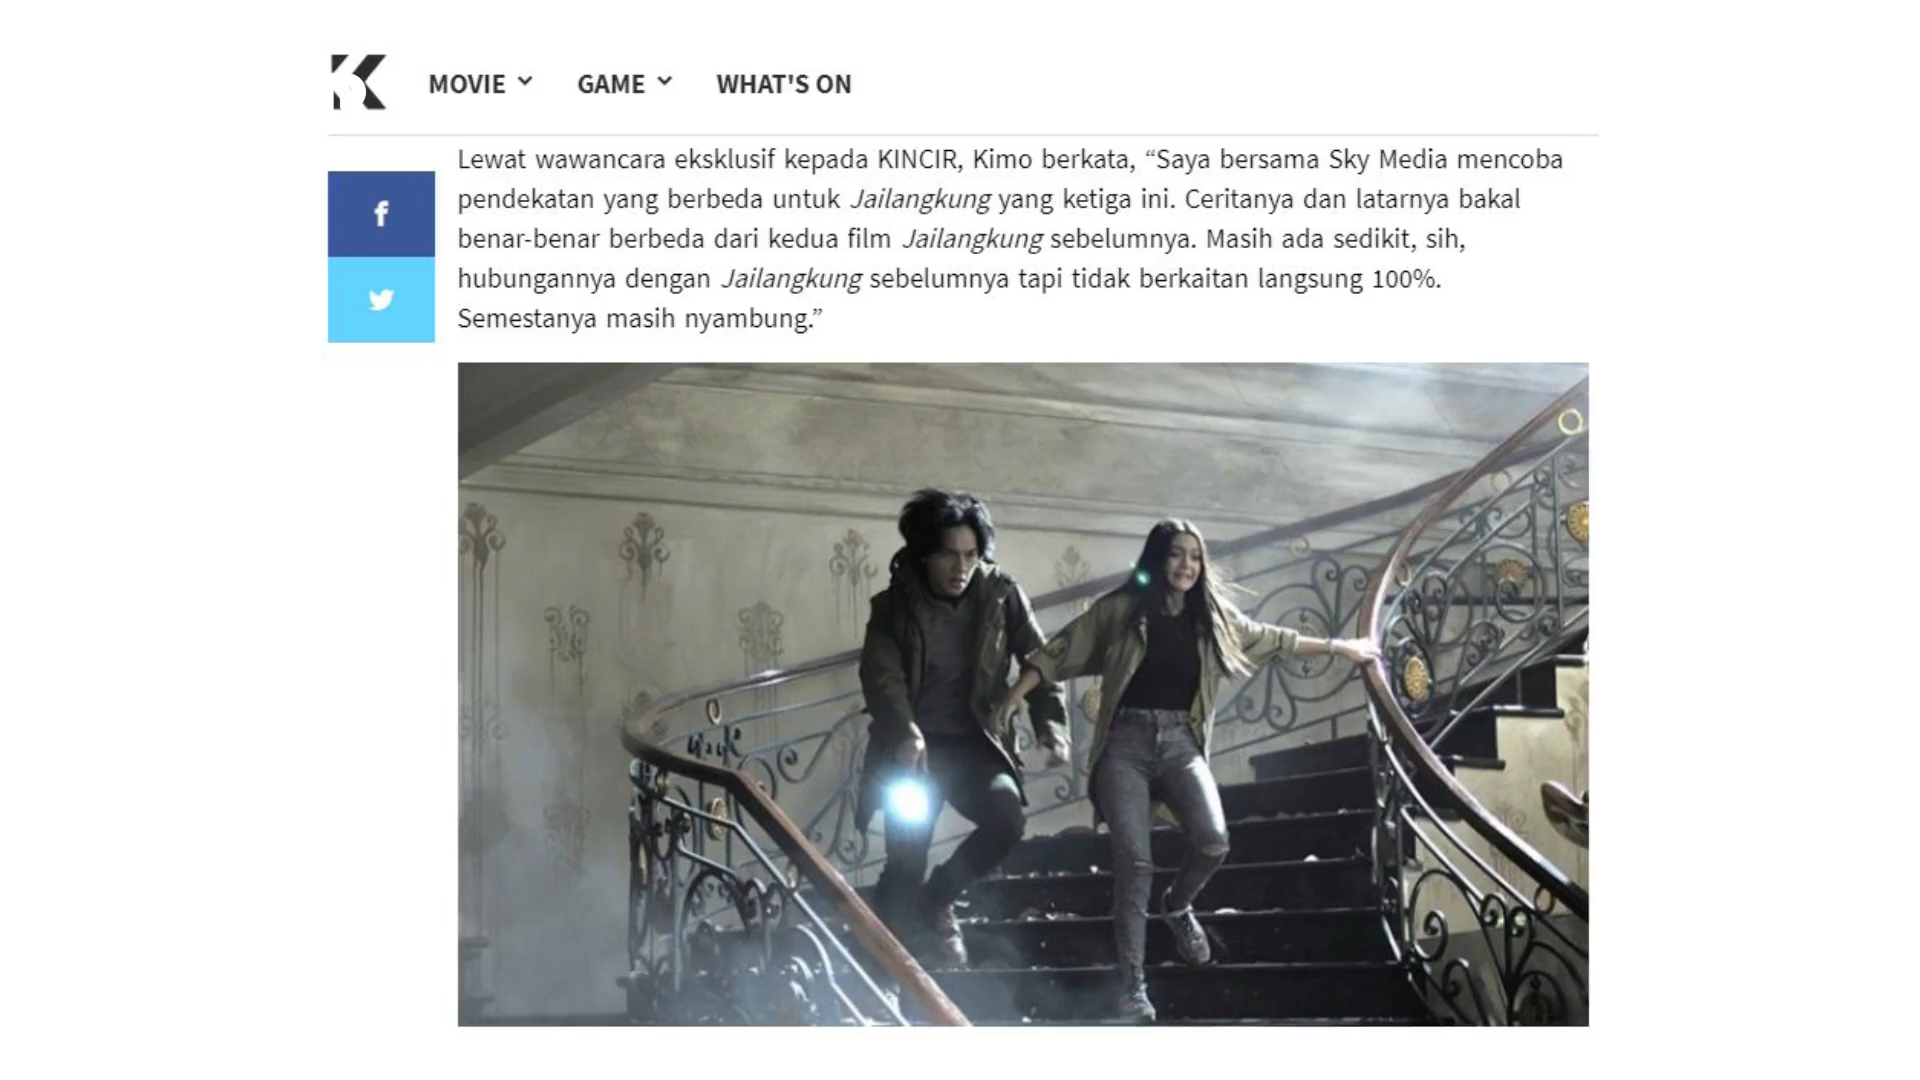 MOVIE GAME WHAT'S ON
Lewat wawancara eksklusif kepada KINCIR, Kimo berkata, “Saya bersama Sky Media mencoba
pendekatan yang berbeda untuk Jailangkung yang ketiga ini. Ceritanya dan latarnya bakal
benar-benar berbeda dari kedua film Jailangkung sebelumnya. Masih ada sedikit, sih,
hubungannya dengan Jailangkung sebelumnya tapi tidak berkaitan langsung 100%.
Semestanya masih nyambung.”